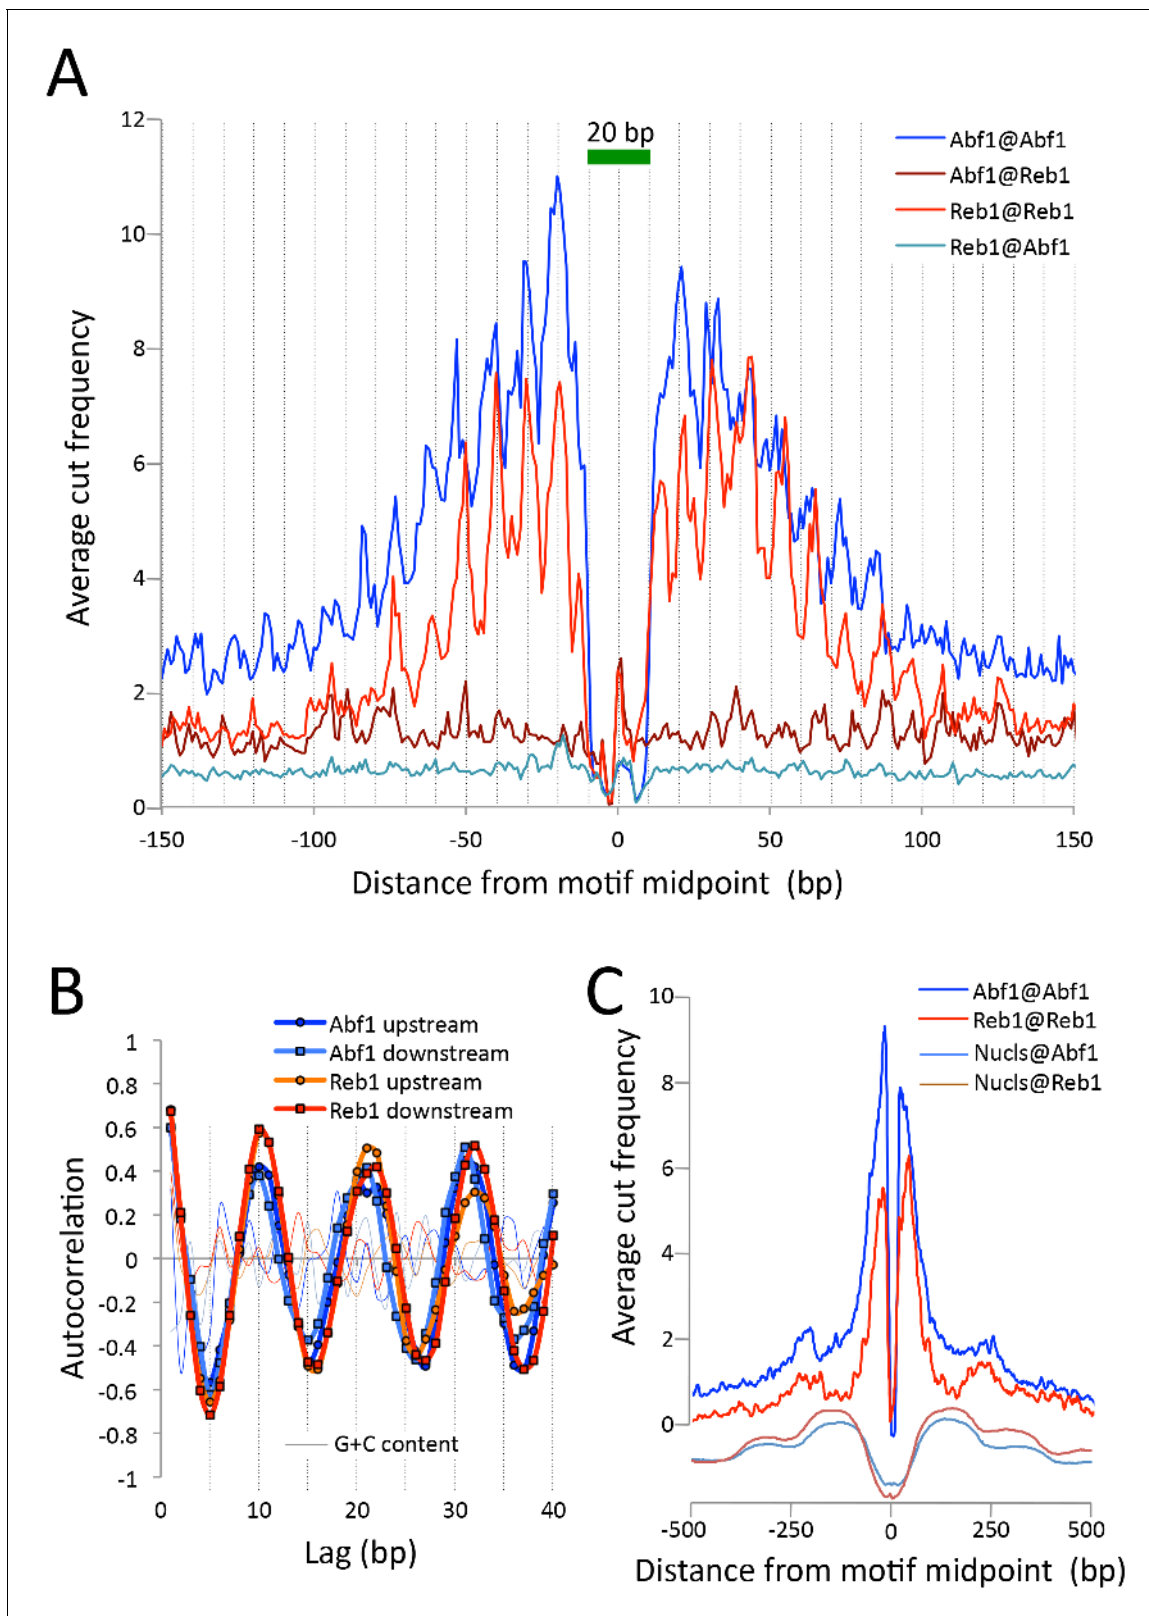 A
12
20 bp
Abf1@Abf1
Abf1@Reb1
Reb1@Reb1
Reb1@Abf1
10
8
6
4
2
0
Average cut frequency
-150
-100
-50
0
50
100
150
Distance from motif midpoint (bp)
B
Abf1 upstream
Abf1 downstream
Reb1 upstream
Reb1 downstream
1
0.8
0.6
0.4
0.2
0
-0.2
-0.4
-0.6
-0.8
-1
Autocorrelation
G+C content
0
10
20
30
40
Lag (bp)
C
Abf1@Abf1
Reb1@Reb1
Nucls@Abf1
Nucls@Reb1
10
8
6
4
2
0
Average cut frequency
-500
-250
0
250
500
Distance from motif midpoint (bp)